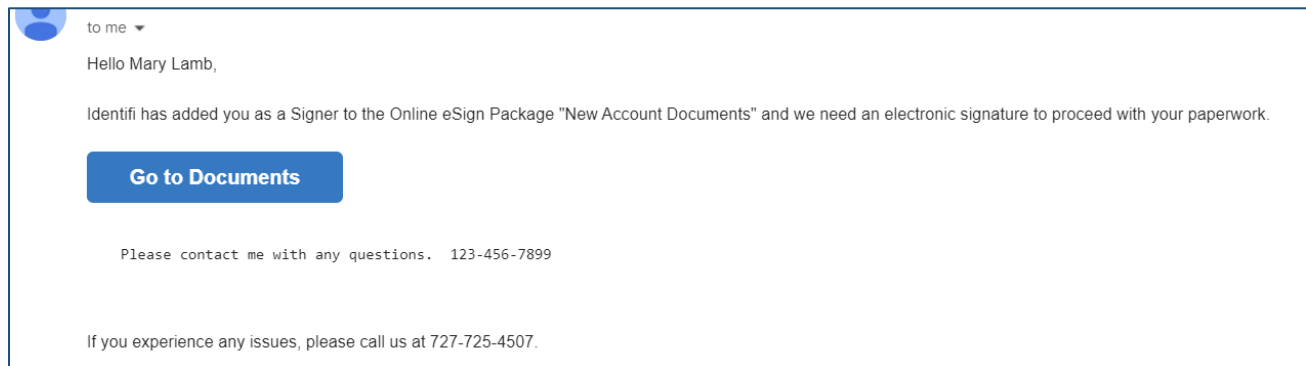 to me
Hello Mary Lamb,
Identifi has added you as a Signer to the Online eSign Package "New Account Documents" and we need an electronic signature to proceed with your paperwork.
Go to Documents
Please contact me with any questions.  123-456-7899
If you experience any issues, please call us at 727-725-4507.